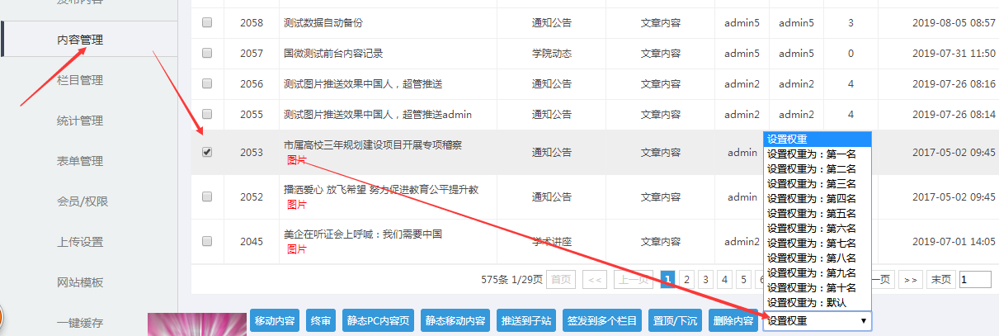 发布内容
内容管理
栏目管理
统计管理
表单管理
会员/权限
上传设置
网站模板
一键缓存
2058 测试数据自动备份 通知公告 文章内容 admin5 admin5 3 2019-08-05 08:57
2057 国微测试前台内容记录 学院动态 文章内容 admin5 admin5 0 2019-07-31 11:50
2056 测试图片推送效果中国人，超管推送 通知公告 文章内容 admin2 admin2 4 2019-07-26 08:16
2055 测试图片推送效果中国人，超管推送admin 通知公告 文章内容 admin2 admin2 4 2019-07-26 08:14
2053 市属高校三年规划建设项目开展专项稽察 通知公告 文章内容 admin 2017-05-02 09:45
图片
2052 播洒爱心 放飞希望 努力促进教育公平提升教 通知公告 文章内容 admin 2017-05-02 09:45
图片
2045 美企在听证会上呼喊：我们需要中国 学术讲座 文章内容 admin2 2019-07-01 14:05
图片
设置权重
设置权重为：第一名
设置权重为：第二名
设置权重为：第三名
设置权重为：第四名
设置权重为：第五名
设置权重为：第六名
设置权重为：第七名
设置权重为：第八名
设置权重为：第九名
设置权重为：第十名
设置权重为：默认
575条 1/29页 首页 << 上一页 1 2 3 4 5 一页 >> 末页 1
移动内容 终审 静态PC内容页 静态移动内容 推送到子站 签发到多个栏目 置顶/下沉 删除内容 设置权重